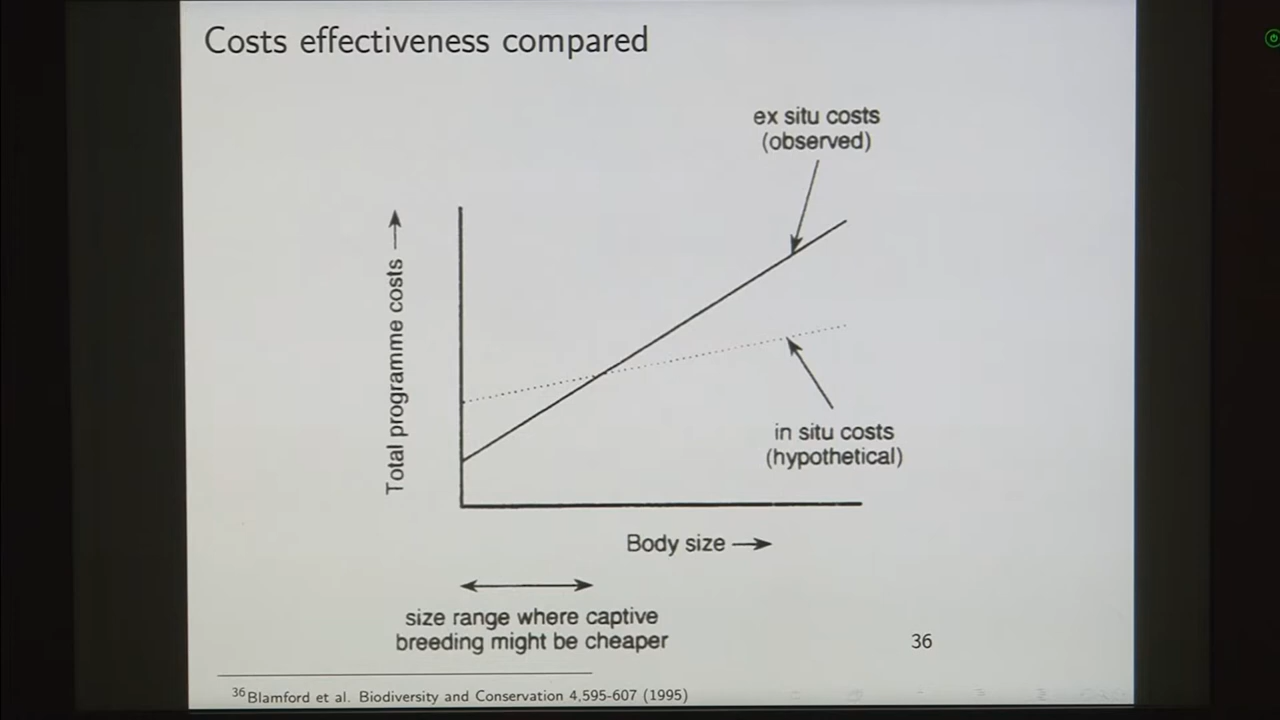 Costs effectiveness compared
ex situ costs
(observed)
Total programme costs
in situ costs
(hypothetical)
Body size
size range where captive
breeding might be cheaper
36
36Blamford et al. Biodiversity and Conservation 4,595-607 (1995)